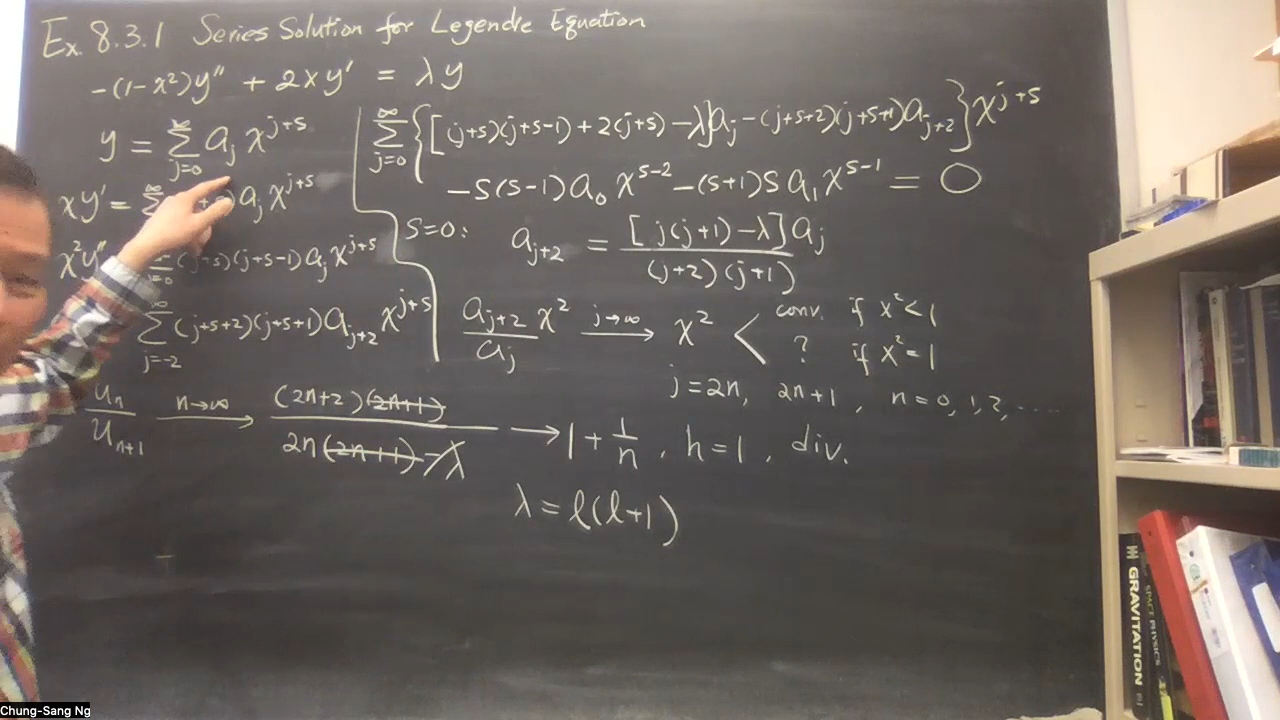 Ex. 8.3.1 Series Solution for Legendre Equation
-(1-x²)y'' + 2xy' = λy
y = Σ_{j=0}^{∞} a_j x^{j+s}
xy' = Σ^{∞} a_j x^{j+s}
x²y'' (j+s)(j+s-1) a_j x^{j+s}
Σ_{j=-2}^{∞} (j+s+2)(j+s+1) a_{j+2} x^{j+s}
Σ_{j=0}^{∞} {[(j+s)(j+s-1) + 2(j+s) - λ]a_j - (j+s+2)(j+s+1)a_{j+2}} x^{j+s}
-s(s-1)a_0 x^{s-2} - (s+1)s a_1 x^{s-1} = 0
s=0: a_{j+2} = [j(j+1) - λ]a_j / (j+2)(j+1)
a_{j+2}/a_j x² j→∞ → x² < conv. if x² < 1
? if x² = 1
j = 2n, 2n+1, n = 0, 1, 2, ....
u_n/u_{n+1} n→∞ → (2n+2)(2n+1) / 2n(2n+1)-λ → 1 + 1/n, h = 1, div.
λ = l(l+1)
GRAVITATION
SPACE PHYSICS
Chung-Sang Ng